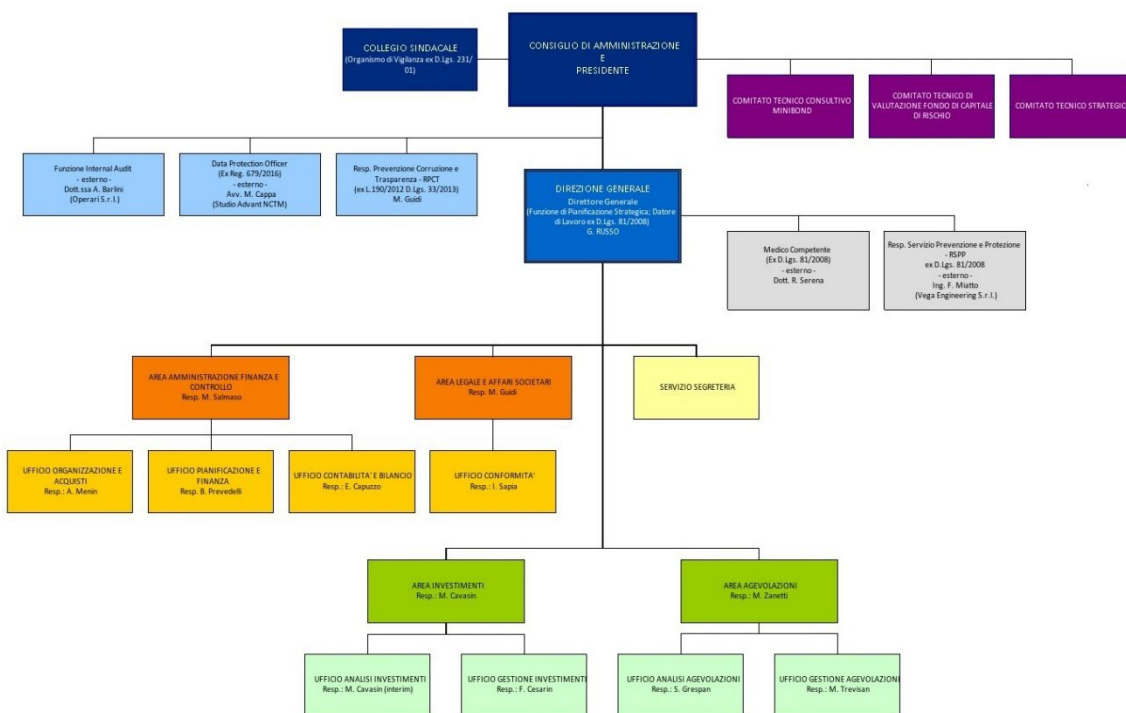 COLLEGIO SINDACALE
(Organismo di Vigilanza ex D.Lgs. 231/
01)
CONSIGLIO DI AMMINISTRAZIONE
E
PRESIDENTE
COMITATO TECNICO CONSULTIVO
MINIBOND
COMITATO TECNICO DI
VALUTAZIONE FONDO DI CAPITALE
DI RISCHIO
COMITATO TECNICO STRATEGICO
Funzione Internal Audit
- esterno -
Dott.ssa A. Barlini
(Operari S.r.l.)
Data Protection Officer
(Ex Reg. 679/2016)
- esterno -
Avv. M. Cappa
(Studio Advant NCTM)
Resp. Prevenzione Corruzione e
Trasparenza - RPCT
(ex L.190/2012 D.Lgs. 33/2013)
M. Guidi
DIREZIONE GENERALE
Direttore Generale
(Funzione di Pianificazione Strategica; Datore
di Lavoro ex D.Lgs. 81/2008)
G. RUSSO
Medico Competente
(Ex D.Lgs. 81/2008)
- esterno -
Dott. R. Serena
Resp. Servizio Prevenzione e Protezione
- RSPP
ex D.Lgs. 81/2008
- esterno -
Ing. F. Miatto
(Vega Engineering S.r.l.)
AREA AMMINISTRAZIONE FINANZA E
CONTROLLO
Resp. M. Salmaso
AREA LEGALE E AFFARI SOCIETARI
Resp. M. Guidi
SERVIZIO SEGRETERIA
UFFICIO ORGANIZZAZIONE E
ACQUISTI
Resp.: A. Menin
UFFICIO PIANIFICAZIONE E
FINANZA
Resp. B. Prevedelli
UFFICIO CONTABILITA' E BILANCIO
Resp.: E. Capuzzo
UFFICIO CONFORMITA'
Resp.: I. Sapia
AREA INVESTIMENTI
Resp.: M. Cavasin
AREA AGEVOLAZIONI
Resp.: M. Zanetti
UFFICIO ANALISI INVESTIMENTI
Resp.: M. Cavasin (interim)
UFFICIO GESTIONE INVESTIMENTI
Resp.: F. Cesarin
UFFICIO ANALISI AGEVOLAZIONI
Resp.: S. Grespan
UFFICIO GESTIONE AGEVOLAZIONI
Resp.: M. Trevisan